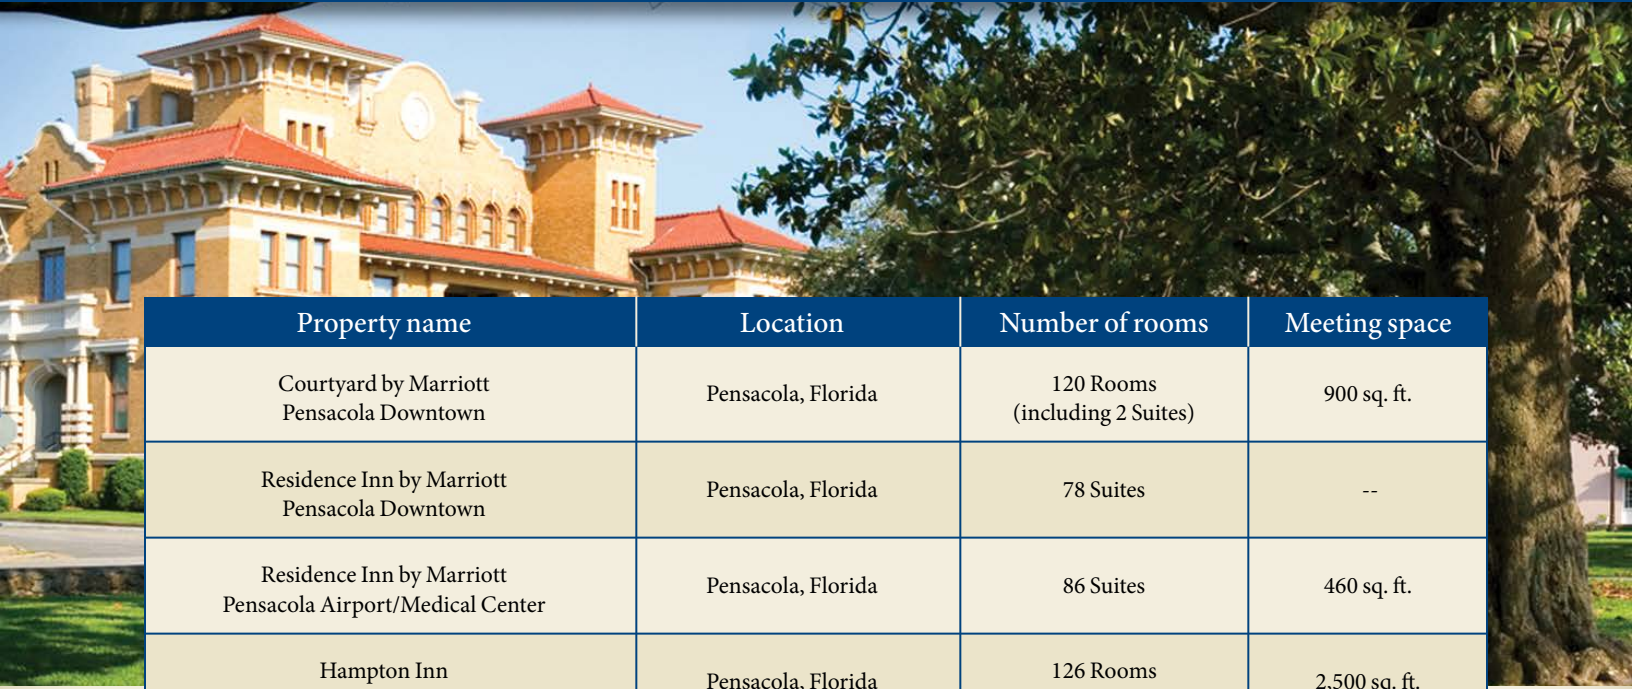 Property name Location Number of rooms Meeting space
Courtyard by Marriott
Pensacola Downtown
Pensacola, Florida
120 Rooms
(including 2 Suites)
900 sq. ft.
Residence Inn by Marriott
Pensacola Downtown
Pensacola, Florida
78 Suites
--
Residence Inn by Marriott
Pensacola Airport/Medical Center
Pensacola, Florida
86 Suites
460 sq. ft.
Hampton Inn
Pensacola, Florida
126 Rooms
2,500 sq. ft.